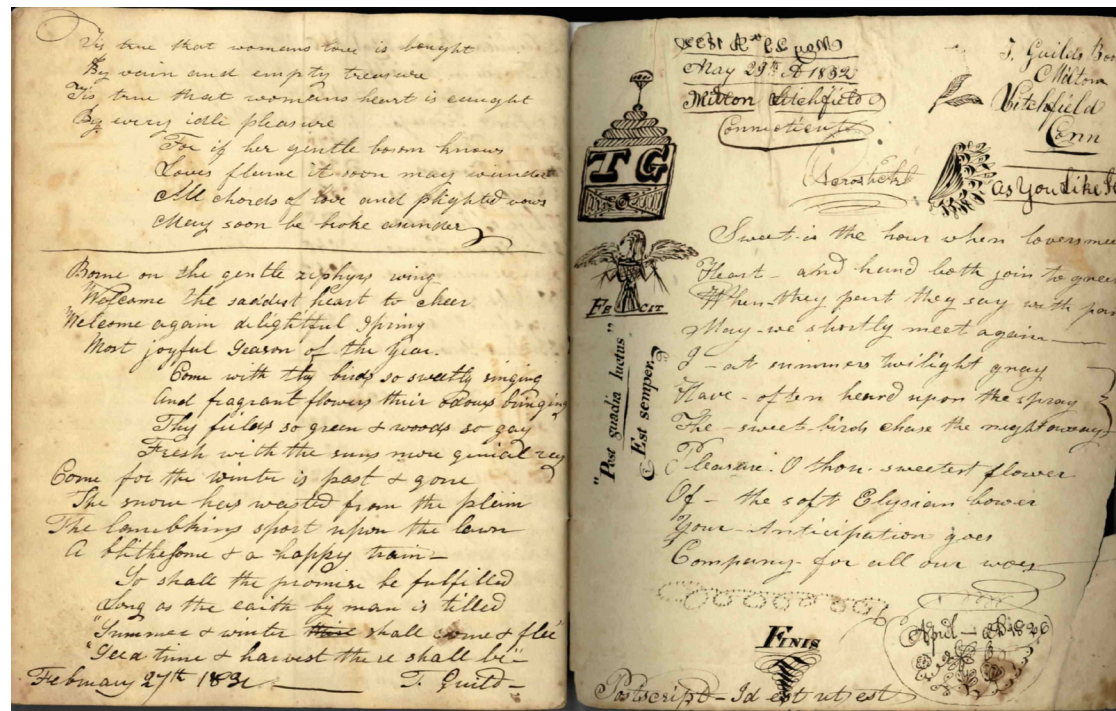 Tis true that womans love is bought
By vain and empty treasure
Tis true that womans heart is caught
By every idle pleasure
For if her gentle bosom knows
Loves flame it soon may wander
All chords of love and plighted vows
May soon be broke asunder
Borne on the gentle zephyrs wing
Welcome the saddest heart to cheer
Welcome again delightful Spring
Most joyful Season of the Year.
Come with thy birds so sweetly singing
And fragrant flowers their odours bringing
Thy fields so green & woods so gay
Fresh with the suns more genial ray
Come for the winter is past & gone
The snow has wasted from the plain
The lambkins sport upon the lawn
A blithesome & a happy train
So shall the promise be fulfilled
Long as the earth by man is tilled
"Summer & winter shall come & flee"
"Seed time & harvest there shall be"
February 27th 1832 T. Guild
May 29th A 1832
Milton Litchfield
Connecticut
T. Guilds Boo
Milton
Litchfield
Conn
TG
Acrostick
as You Like
FE CIT
"Post guadia luctus"
Est semper.
Sweet is the hour when lovers mee
Heart - and hand both join to greet
When - they part they say with pai
May - we shortly meet again
I - at summers twilight gray
Have - often heard upon the spray
The - sweet birds chase the night away
Pleasure. O thou sweetest flower
Of - the soft Elysian bower
Your - Anticipation goes
Company - for all our woes
April 1826
FINIS
Postscript - Id est ut est